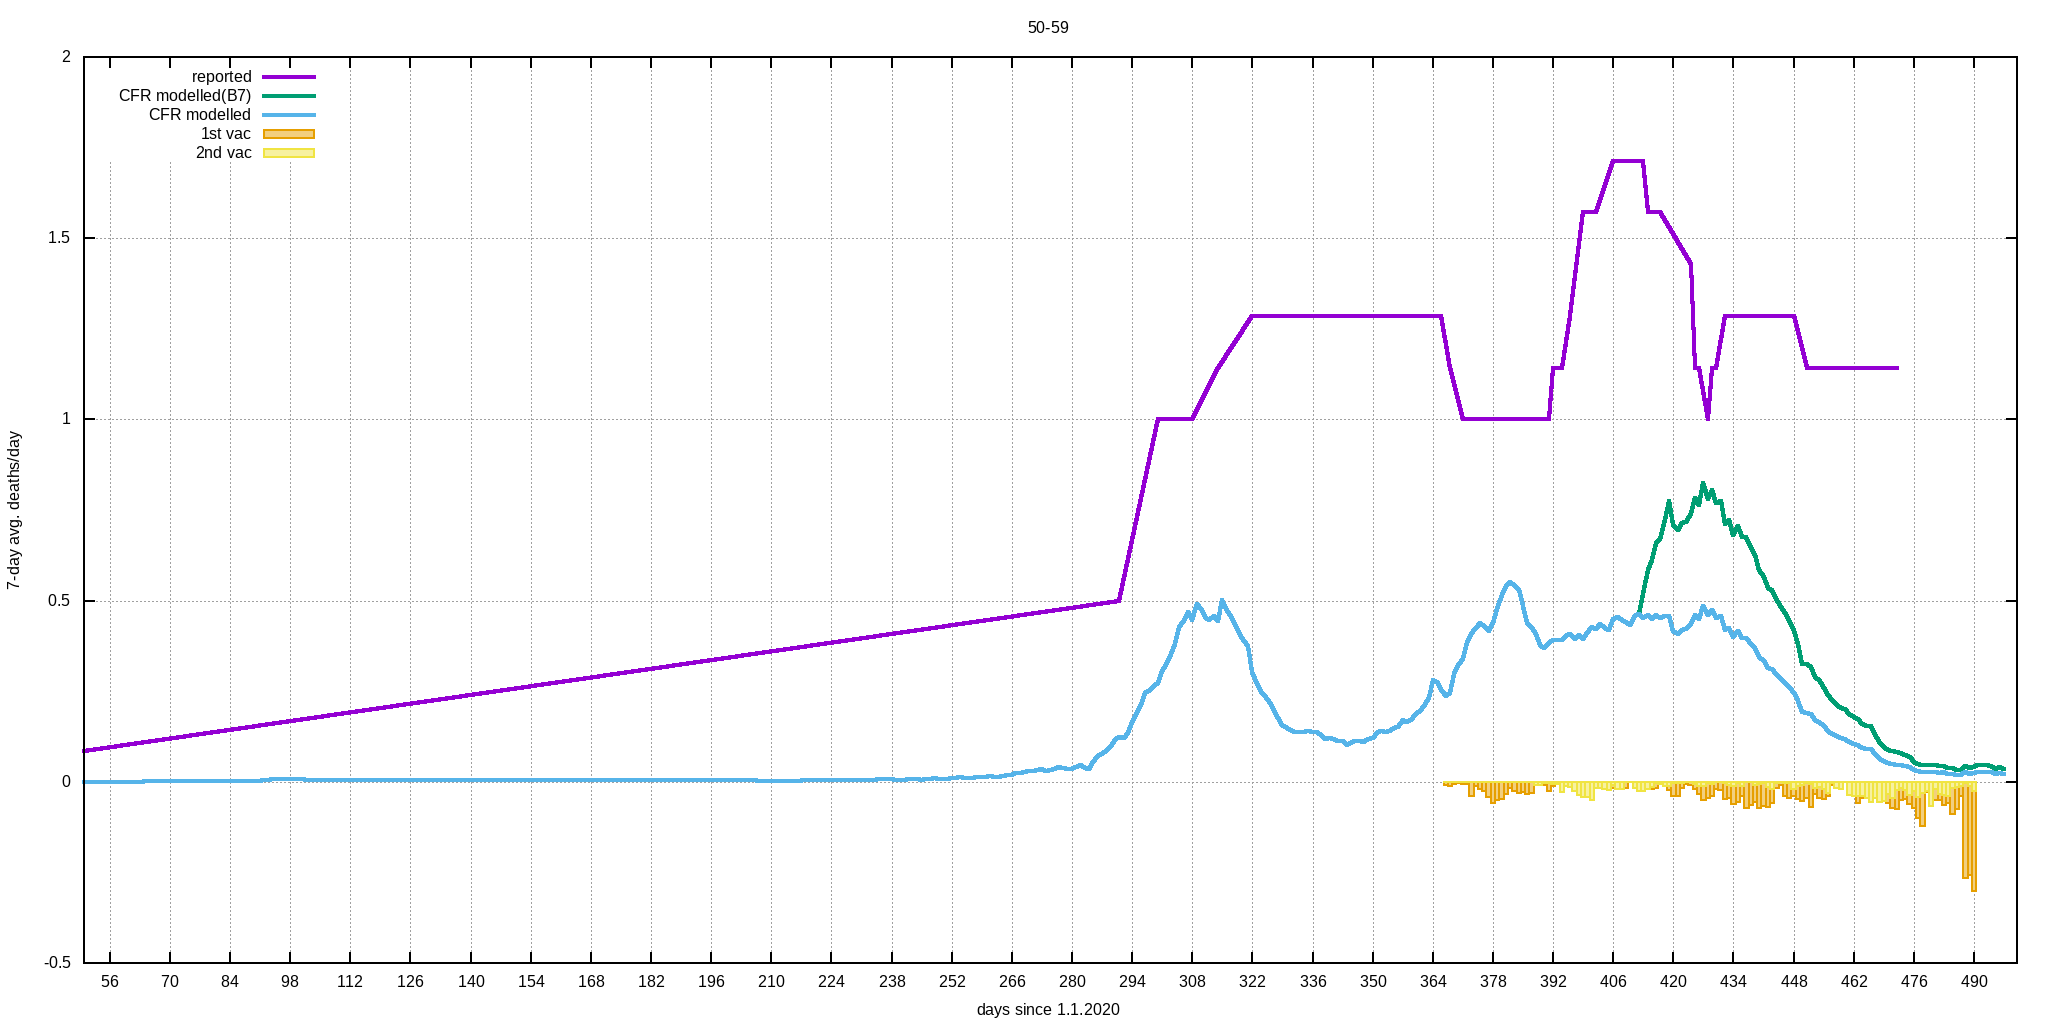 50-59
2
reported
CFR modelled(B7)
CFR modelled
1st vac
2nd vac
1.5
1
0.5
0
-0.5
7-day avg. deaths/day
56 70 84 98 112 126 140 154 168 182 196 210 224 238 252 266 280 294 308 322 336 350 364 378 392 406 420 434 448 462 476 490
days since 1.1.2020